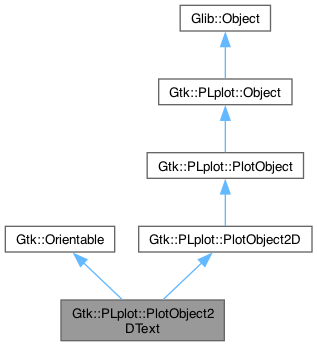 Glib::Object
Gtk::PLplot::Object
Gtk::PLplot::PlotObject
Gtk::Orientable
Gtk::PLplot::PlotObject2D
Gtk::PLplot::PlotObject2
DText